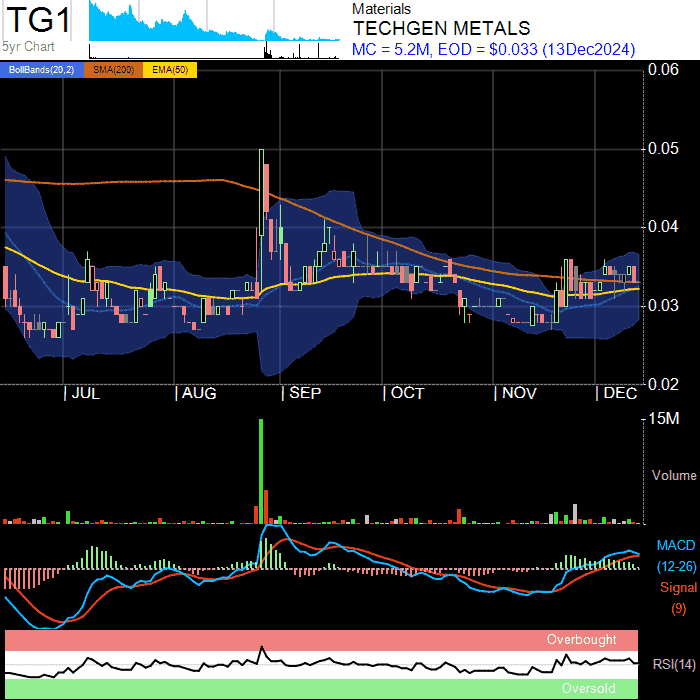 TG1
5yr Chart
Materials
TECHGEN METALS
MC = 5.2M, EOD = $0.033 (13Dec2024)
BollBands(20,2) SMA(200) EMA(50)
0.06
0.05
0.04
0.03
0.02
JUL AUG SEP OCT NOV DEC
15M
Volume
MACD
(12-26)
Signal
(9)
Overbought
RSI(14)
Oversold